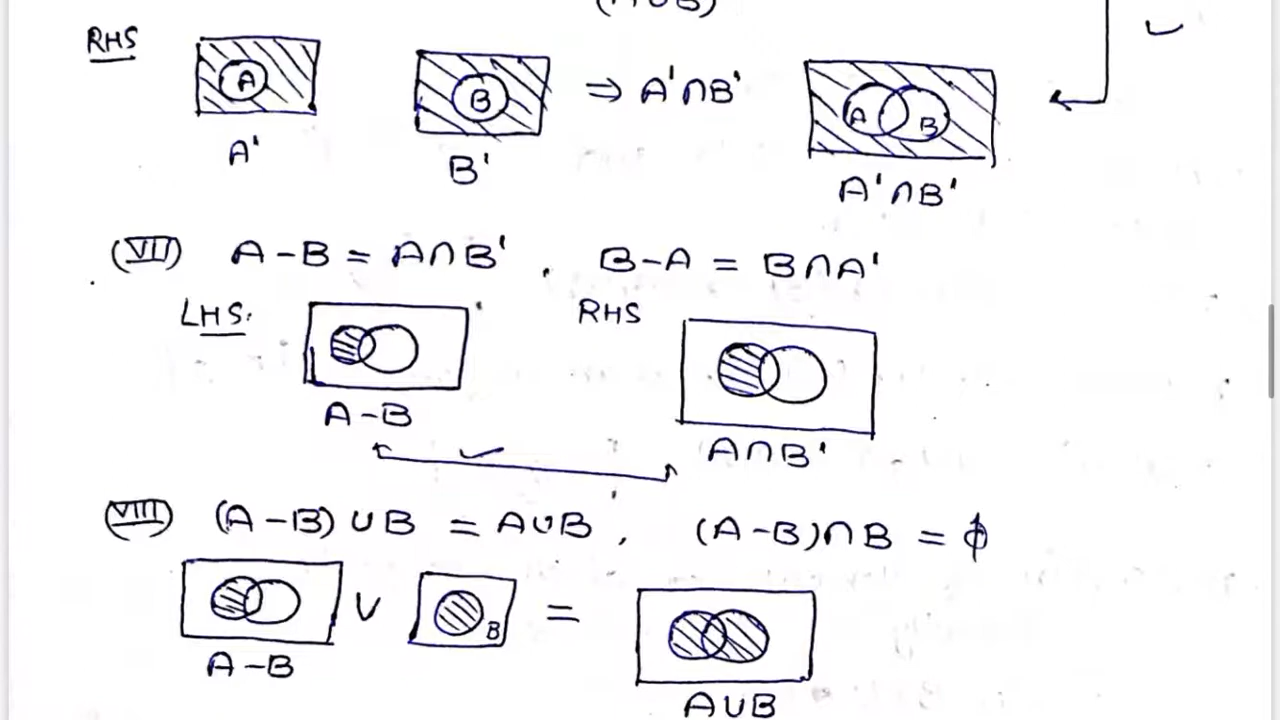 (A∪B)
RHS
A B ⇒ A'∩B' A B
A' B' A'∩B'
(VII) A-B = A∩B' , B-A = B∩A'
LHS: RHS
A-B A∩B'
(VIII) (A-B) ∪ B = A∪B , (A-B)∩B = ϕ
∪ B =
A-B A∪B